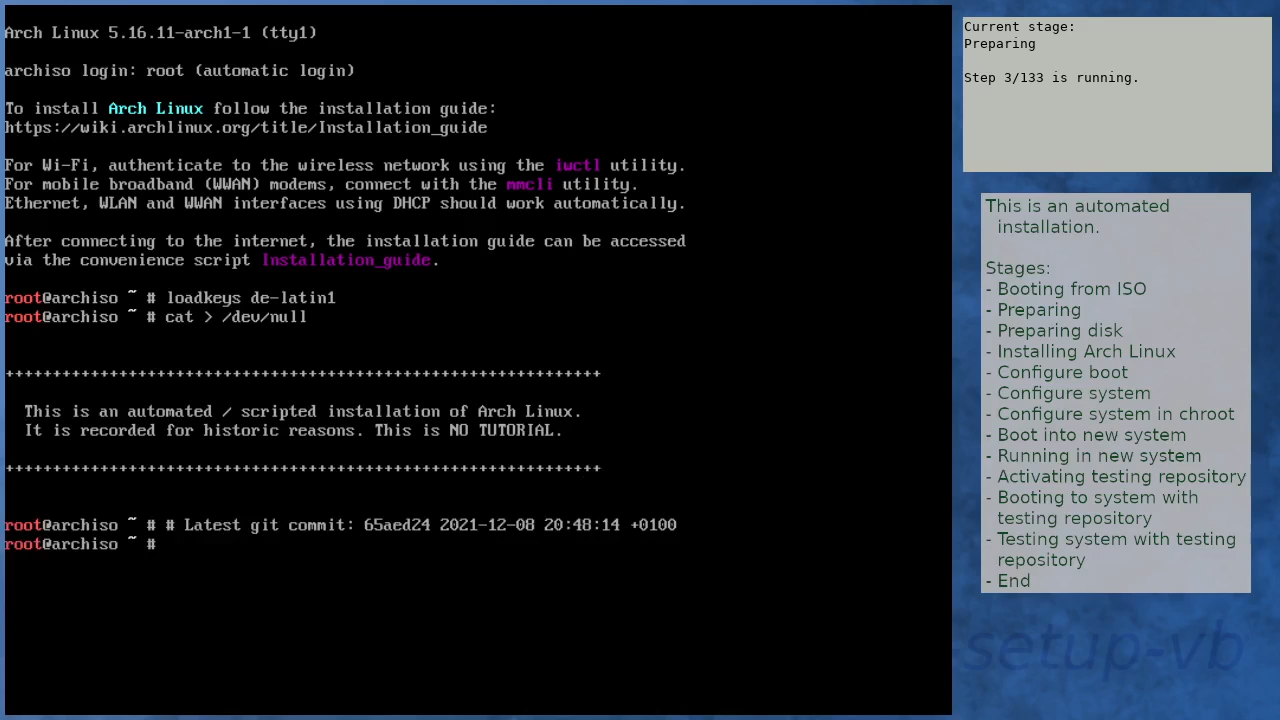 Arch Linux 5.16.11-arch1-1 (tty1)
archiso login: root (automatic login)
To install Arch Linux follow the installation guide:
https://wiki.archlinux.org/title/Installation_guide
For Wi-Fi, authenticate to the wireless network using the iwctl utility.
For mobile broadband (WWAN) modems, connect with the mmcli utility.
Ethernet, WLAN and WWAN interfaces using DHCP should work automatically.
After connecting to the internet, the installation guide can be accessed
via the convenience script Installation_guide.
root@archiso ~ # loadkeys de-latin1
root@archiso ~ # cat > /dev/null
+++++++++++++++++++++++++++++++++++++++++++++++++++++++++++++++
This is an automated / scripted installation of Arch Linux.
It is recorded for historic reasons. This is NO TUTORIAL.
+++++++++++++++++++++++++++++++++++++++++++++++++++++++++++++++
root@archiso ~ # # Latest git commit: 65aed24 2021-12-08 20:48:14 +0100
root@archiso ~ #
Current stage:
Preparing
Step 3/133 is running.
This is an automated
installation.
Stages:
- Booting from ISO
- Preparing
- Preparing disk
- Installing Arch Linux
- Configure boot
- Configure system
- Configure system in chroot
- Boot into new system
- Running in new system
- Activating testing repository
- Booting to system with
testing repository
- Testing system with testing
repository
- End
-setup-vb